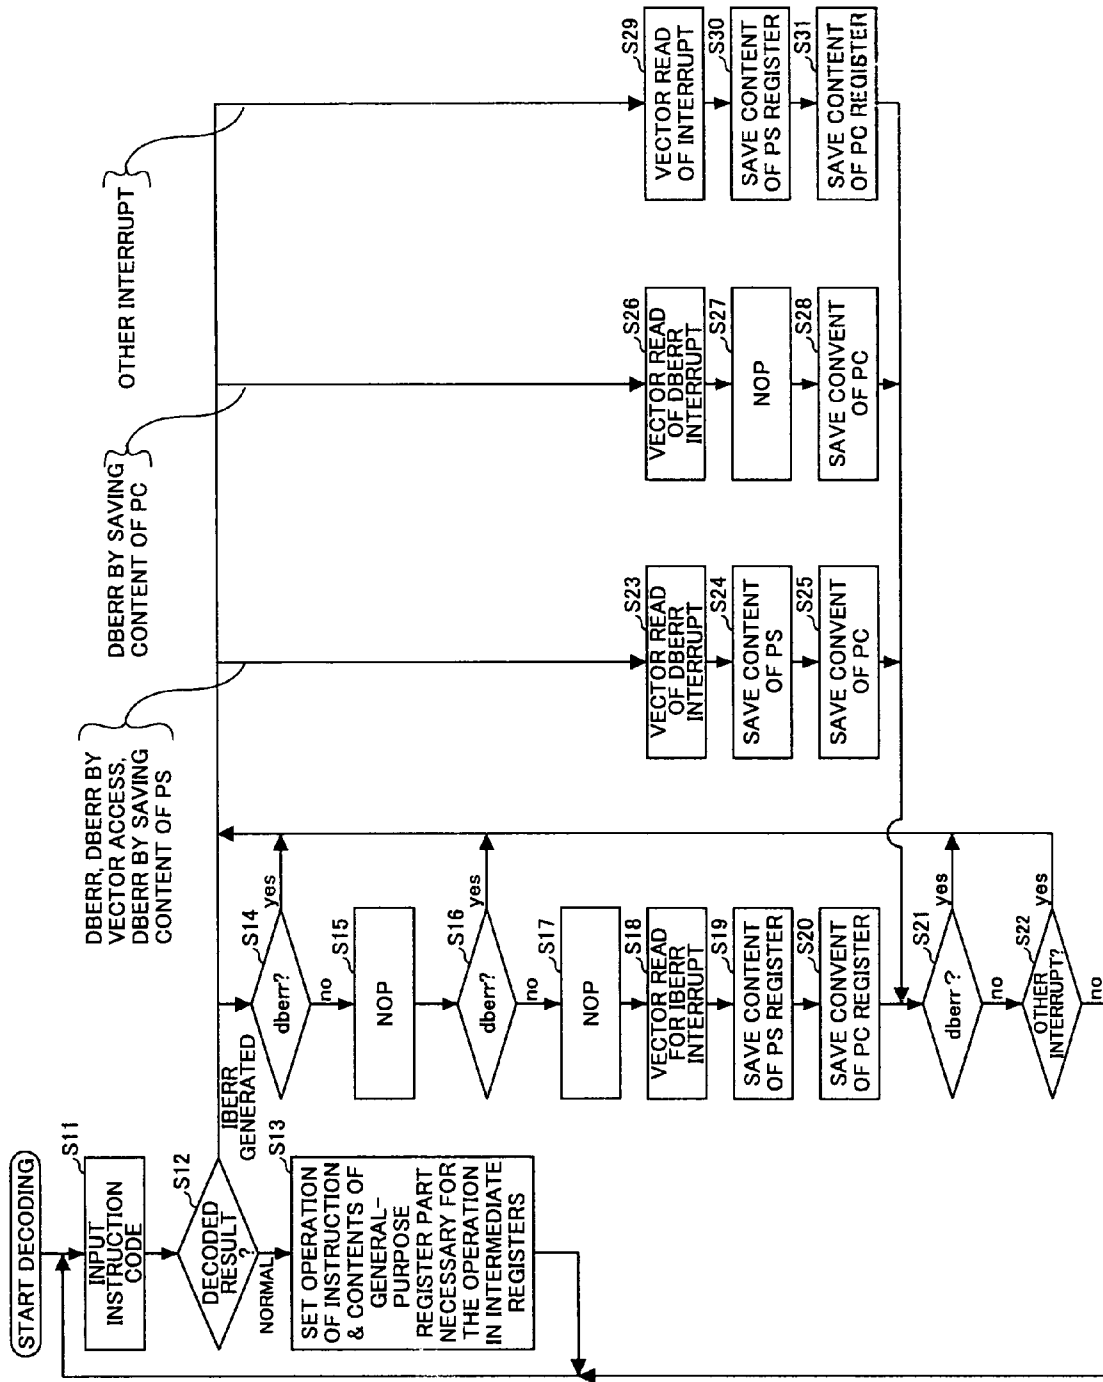 START DECODING
S11
INPUT
INSTRUCTION
CODE
S12
DECODED
RESULT
?
NORMAL
IBERR
GENERATED
S13
SET OPERATION
OF INSTRUCTION
& CONTENTS OF
GENERAL-
PURPOSE
REGISTER PART
NECESSARY FOR
THE OPERATION
IN INTERMEDIATE
REGISTERS
S14
dberr?
yes
no
S15
NOP
S16
dberr?
yes
no
S17
NOP
S18
VECTOR READ
FOR IBERR
INTERRUPT
S19
SAVE CONTENT
OF PS REGISTER
S20
SAVE CONVENT
OF PC REGISTER
S21
dberr ?
yes
no
S22
OTHER
INTERRUPT?
yes
no
DBERR, DBERR BY
VECTOR ACCESS,
DBERR BY SAVING
CONTENT OF PS
S23
VECTOR READ
OF DBERR
INTERRUPT
S24
SAVE CONTENT
OF PS
S25
SAVE CONVENT
OF PC
DBERR BY SAVING
CONTENT OF PC
S26
VECTOR READ
OF DBERR
INTERRUPT
S27
NOP
S28
SAVE CONVENT
OF PC
OTHER INTERRUPT
S29
VECTOR READ
OF INTERRUPT
S30
SAVE CONTENT
OF PS REGISTER
S31
SAVE CONTENT
OF PC REGISTER